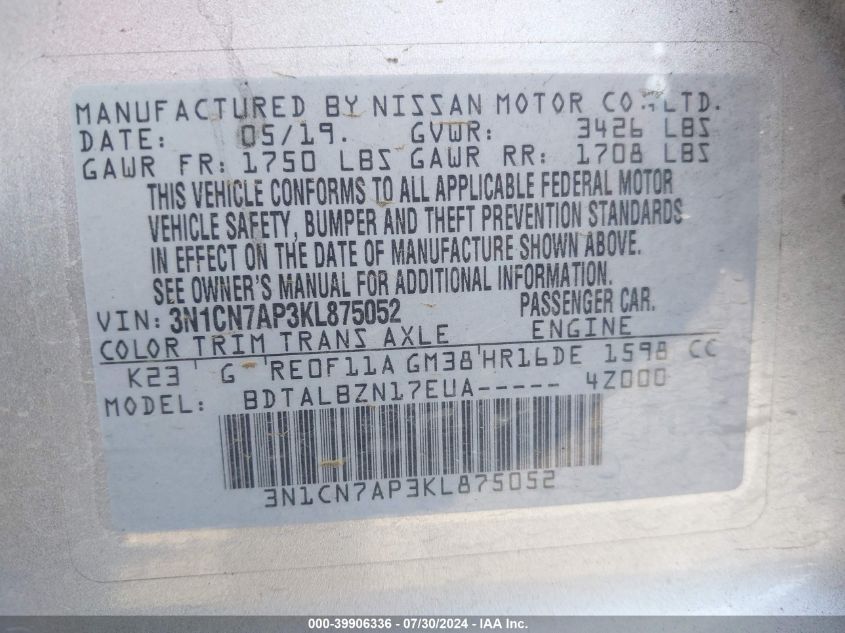 MANUFACTURED BY NISSAN MOTOR CO., LTD.
DATE: 05/19. GVWR: 3426 LBS
GAWR FR: 1750 LBS GAWR RR: 1708 LBS
THIS VEHICLE CONFORMS TO ALL APPLICABLE FEDERAL MOTOR
VEHICLE SAFETY, BUMPER AND THEFT PREVENTION STANDARDS
IN EFFECT ON THE DATE OF MANUFACTURE SHOWN ABOVE.
SEE OWNER'S MANUAL FOR ADDITIONAL INFORMATION.
VIN: 3N1CN7AP3KL875052 PASSENGER CAR.
COLOR TRIM TRANS AXLE ENGINE
K23 G RE0F11A GM38 HR16DE 1598 CC
MODEL: BDTALBZN17EUA----- 4Z000
3N1CN7AP3KL875052
000-39906336 - 07/30/2024 - IAA Inc.